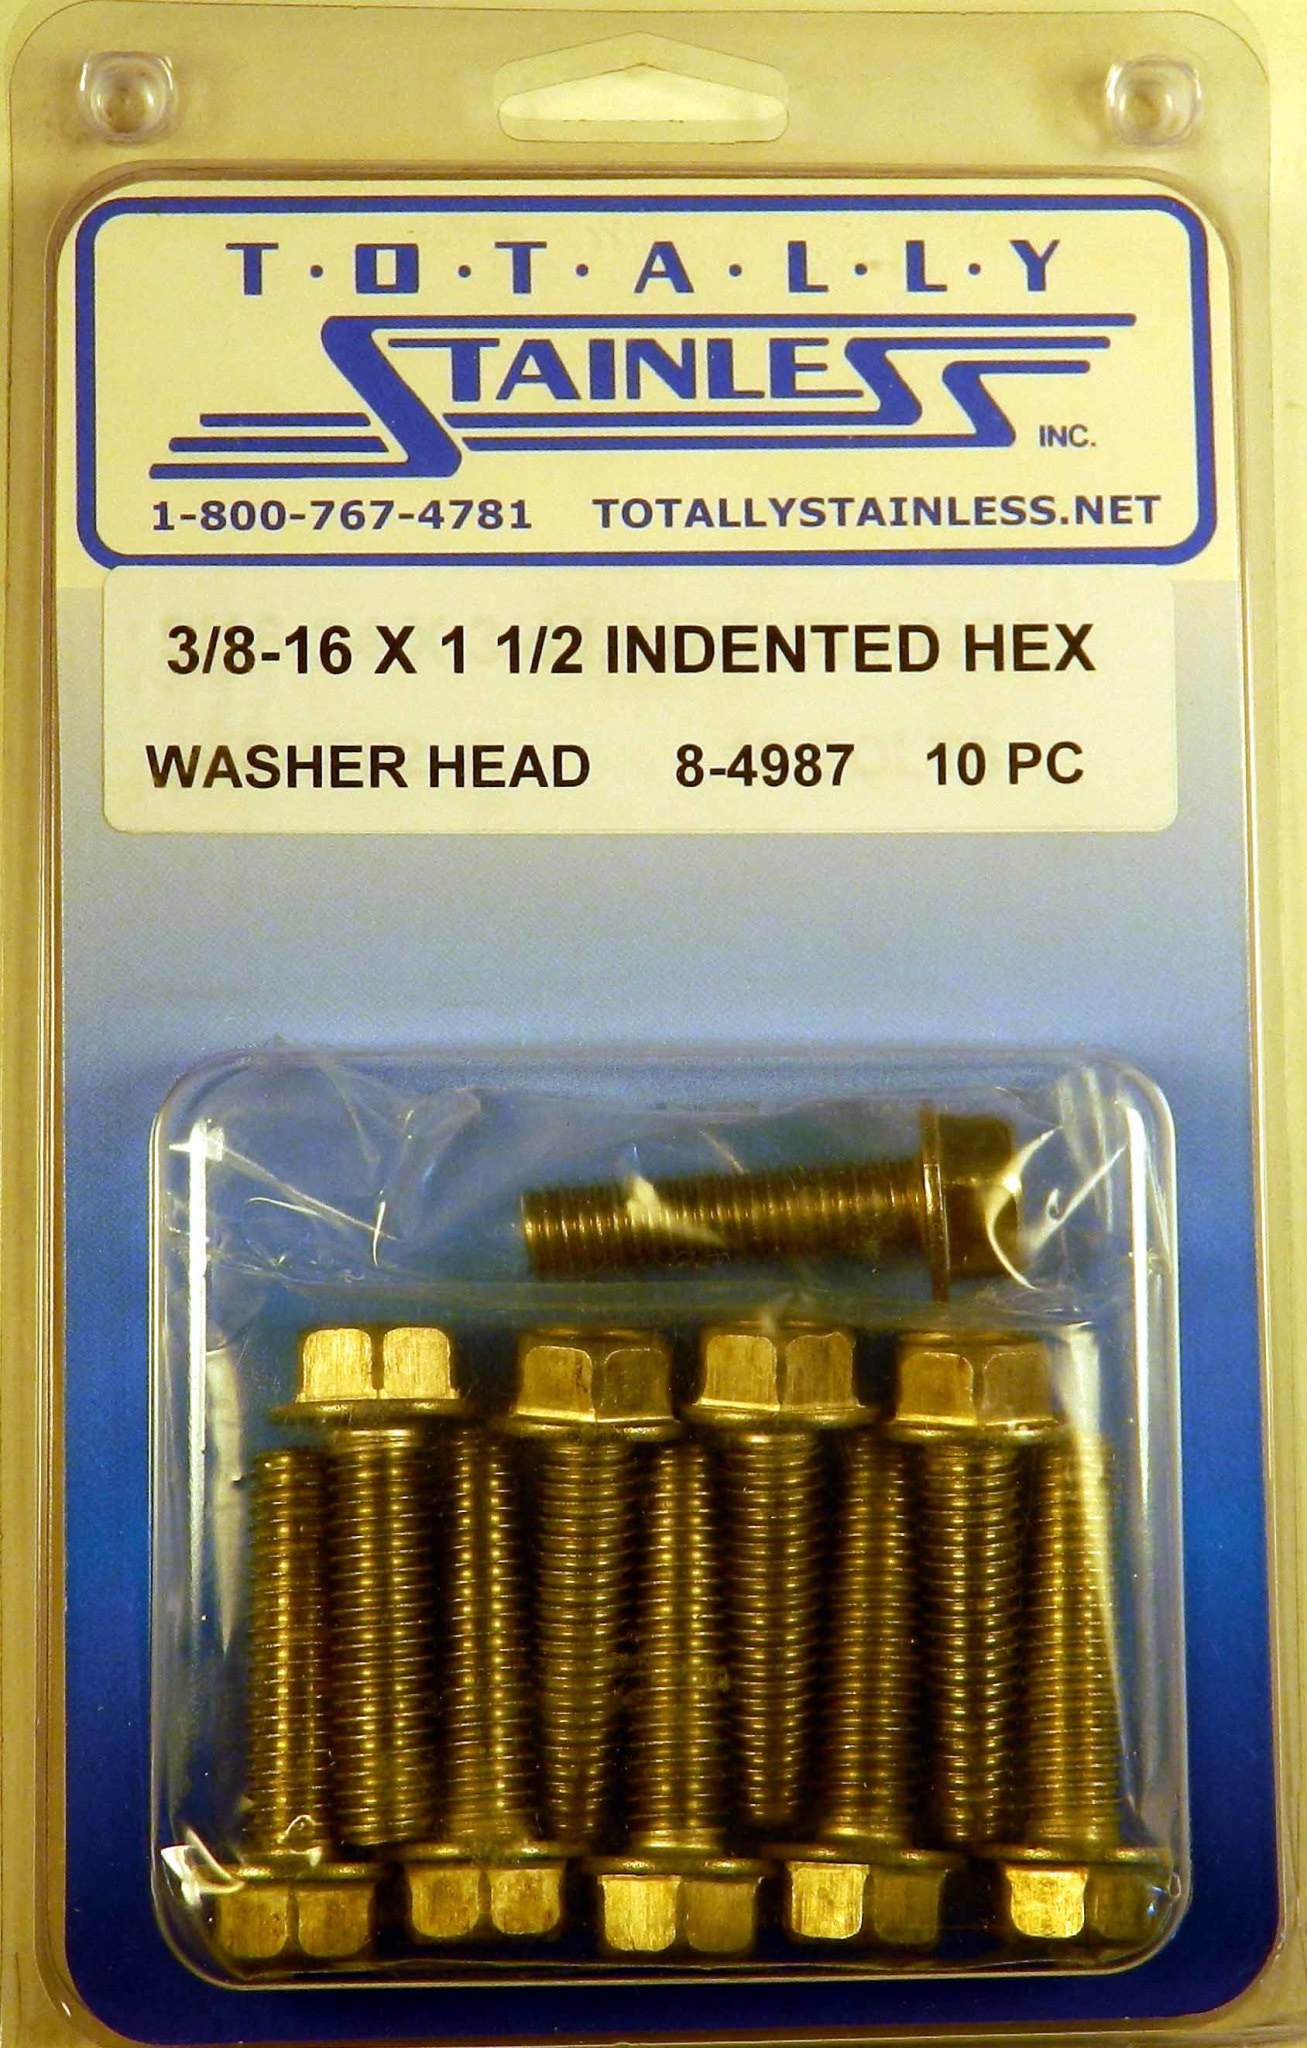 T·O·T·A·L·L·Y
STAINLESS
INC.
1-800-767-4781 TOTALLYSTAINLESS.NET
3/8-16 X 1 1/2 INDENTED HEX
WASHER HEAD 8-4987 10 PC